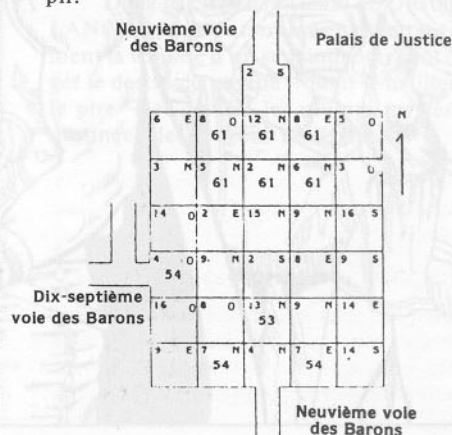 Neuvième voie
des Barons
Palais de Justice
2 S
N
6 E 8 O 12 N 8 E 5 O
61 61 61
3 N 5 N 2 N 6 N 3 O
61 61 61
14 O 2 E 15 N 9 N 16 S
4 O 9 N 2 S 8 E 9 S
54
Dix-septième
voie des Barons
16 O 8 O 13 N 9 N 14 E
53
9 E 7 N 4 N 7 E 14 S
54 54
Neuvième voie
des Barons